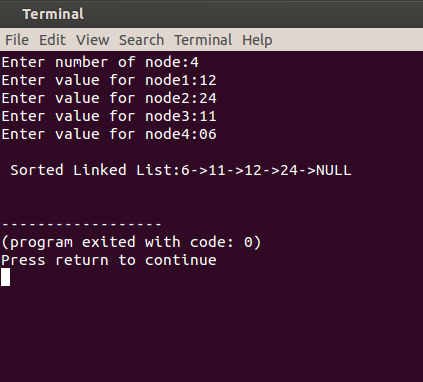 Terminal
File Edit View Search Terminal Help
Enter number of node:4
Enter value for node1:12
Enter value for node2:24
Enter value for node3:11
Enter value for node4:06
Sorted Linked List:6->11->12->24->NULL
------------------
(program exited with code: 0)
Press return to continue